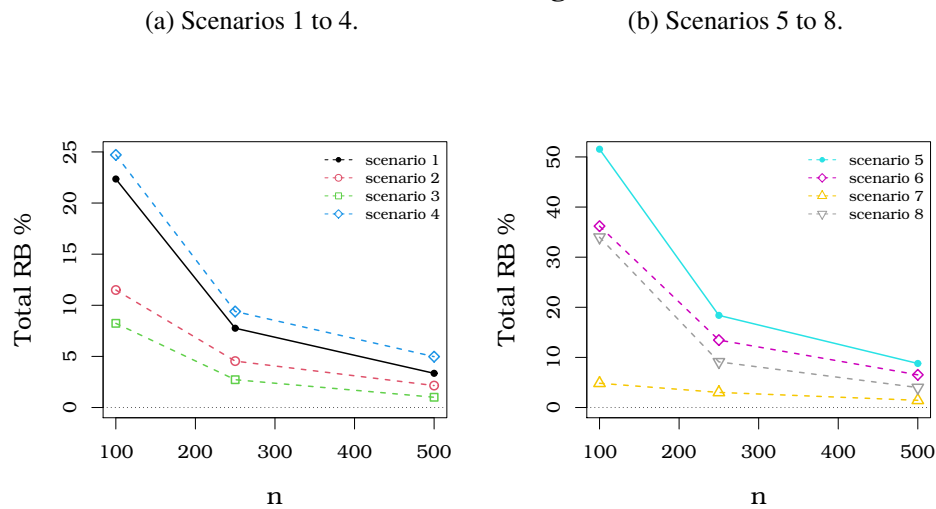 (a) Scenarios 1 to 4.
(b) Scenarios 5 to 8.
Total RB %
25
20
15
10
5
0
scenario 1
scenario 2
scenario 3
scenario 4
100
200
300
400
500
n
Total RB %
50
40
30
20
10
0
scenario 5
scenario 6
scenario 7
scenario 8
100
200
300
400
500
n